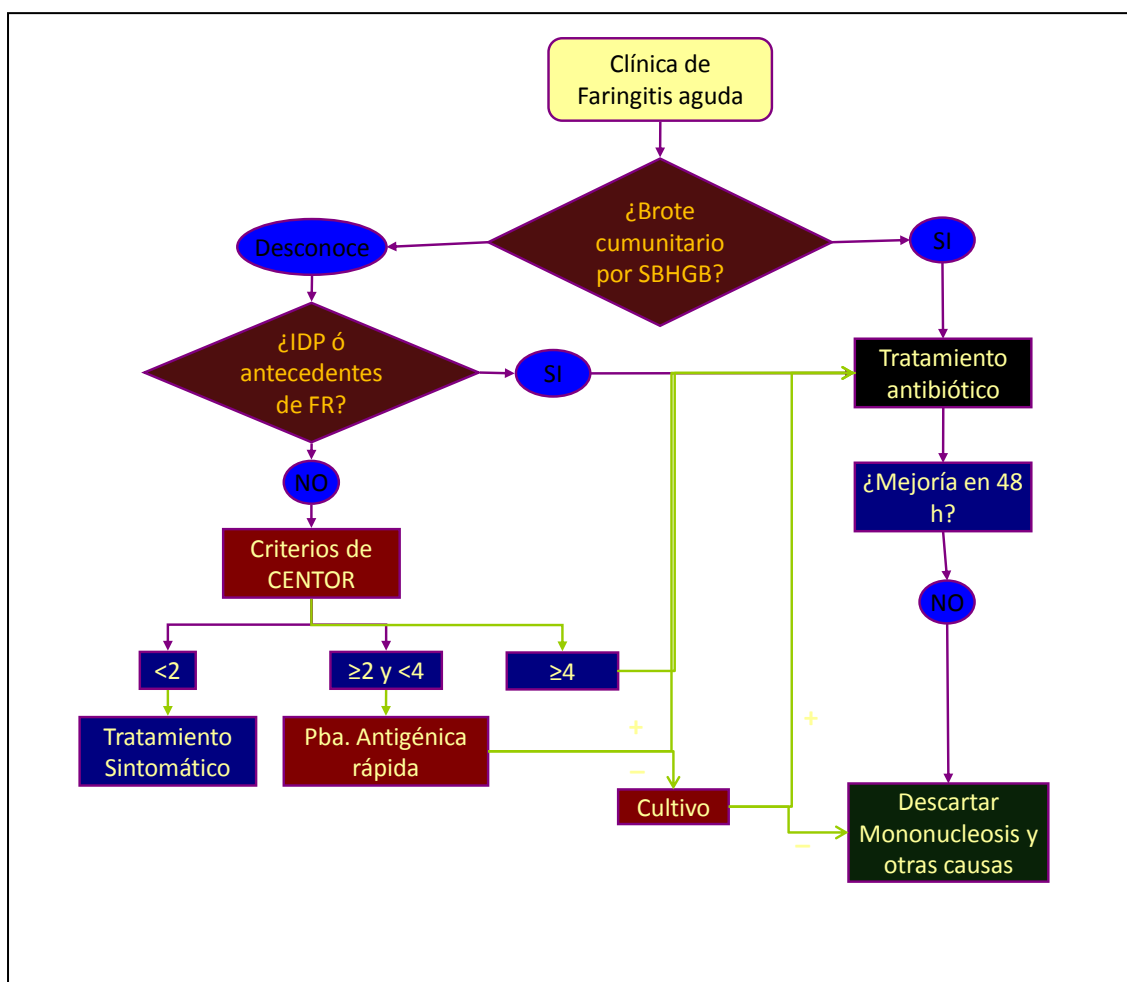 Clínica de
Faringitis aguda
¿Brote
cumunitario
por SBHGB?
Desconoce
SI
¿IDP ó
antecedentes
de FR?
SI
Tratamiento
antibiótico
NO
¿Mejoría en 48
h?
Criterios de
CENTOR
NO
<2
≥2 y <4
≥4
Tratamiento
Sintomático
Pba. Antigénica
rápida
+
–
+
Cultivo
–
Descartar
Mononucleosis y
otras causas